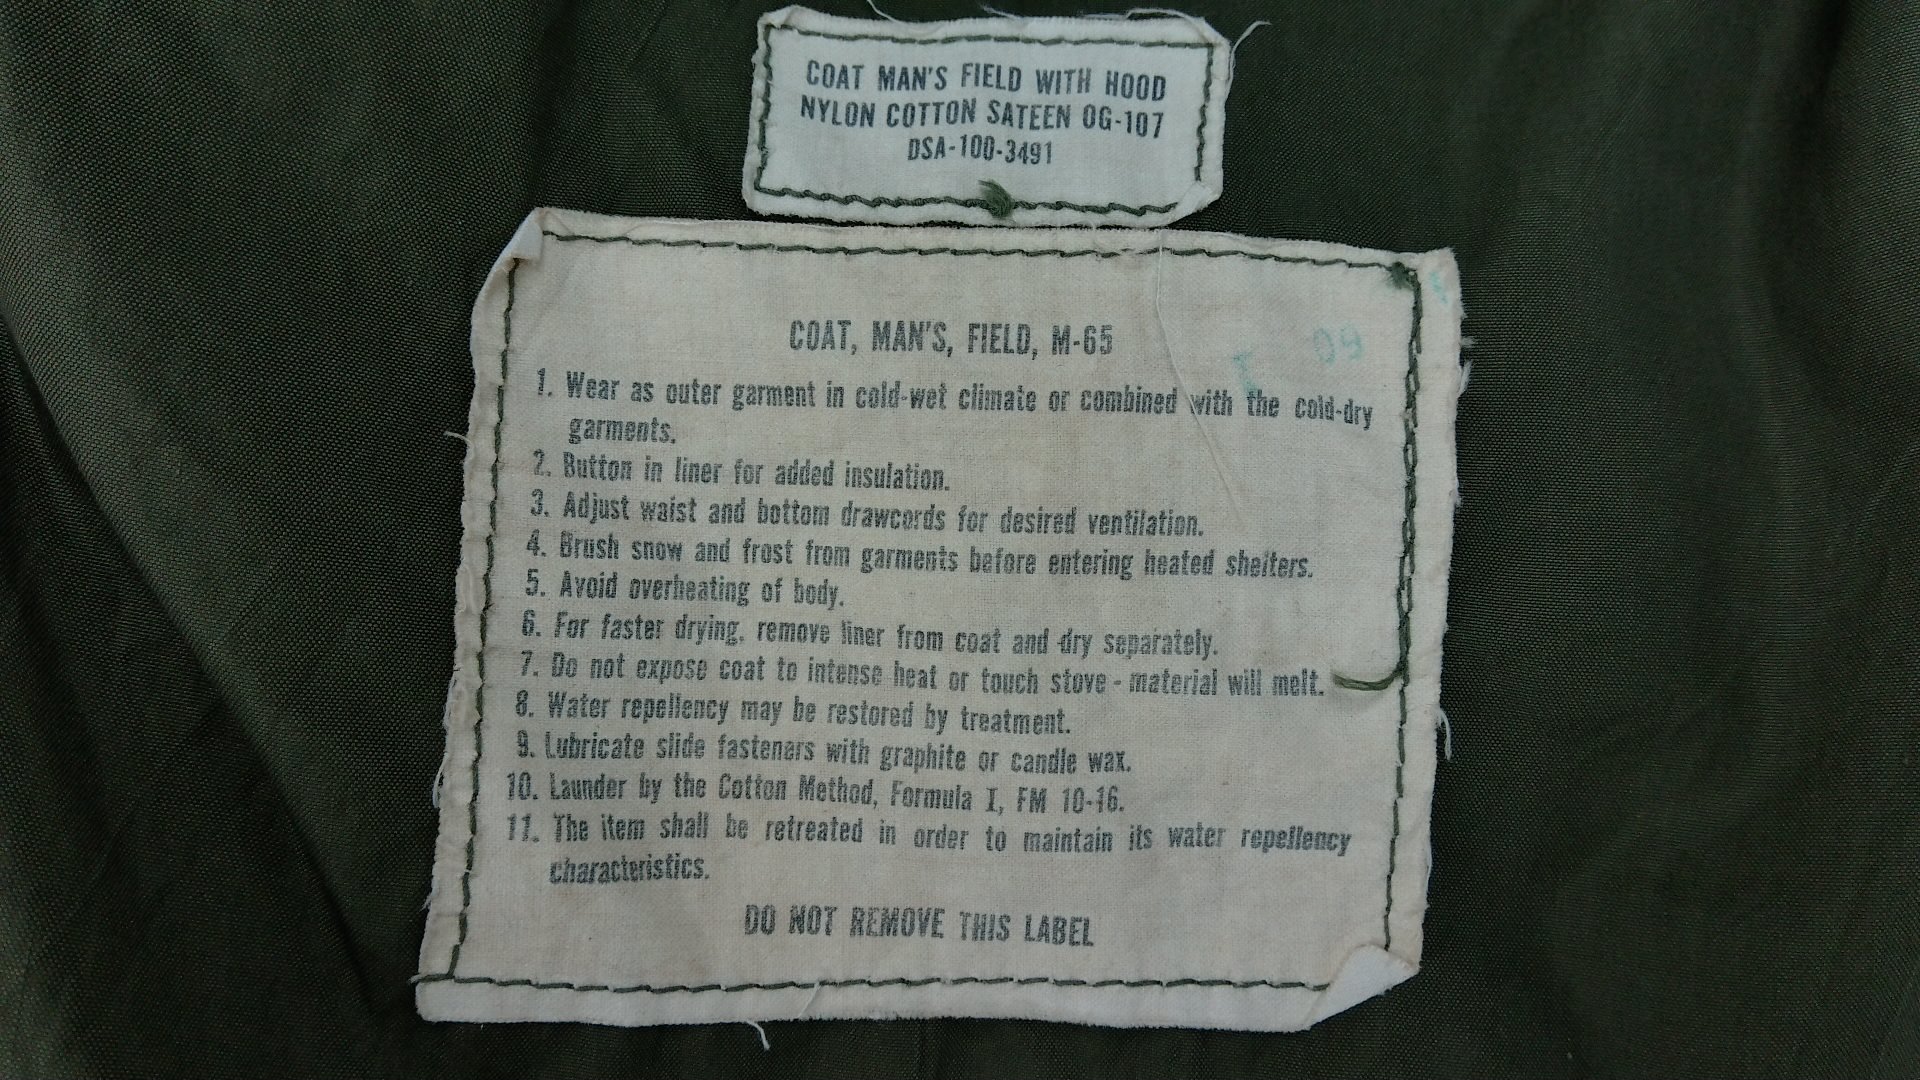 COAT MAN'S FIELD WITH HOOD
NYLON COTTON SATEEN OG-107
DSA-100-3491
COAT, MAN'S, FIELD, M-65
I 09
1. Wear as outer garment in cold-wet climate or combined with the cold-dry
garments.
2. Button in liner for added insulation.
3. Adjust waist and bottom drawcords for desired ventilation.
4. Brush snow and frost from garments before entering heated shelters.
5. Avoid overheating of body.
6. For faster drying, remove liner from coat and dry separately.
7. Do not expose coat to intense heat or touch stove - material will melt.
8. Water repellency may be restored by treatment.
9. Lubricate slide fasteners with graphite or candle wax.
10. Launder by the Cotton Method, Formula I, FM 10-16.
11. The item shall be retreated in order to maintain its water repellency
characteristics.
DO NOT REMOVE THIS LABEL